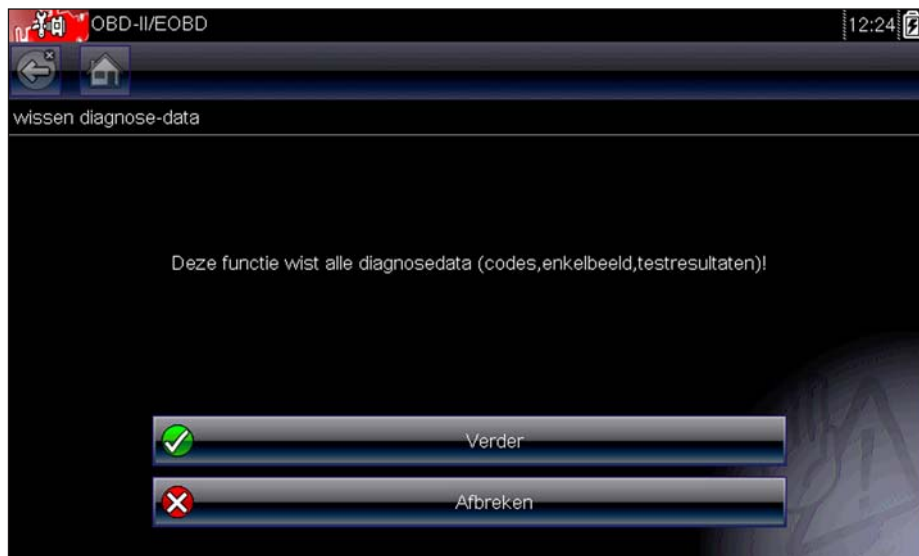 OBD-II/EOBD
12:24
wissen diagnose-data
Deze functie wist alle diagnosedata (codes,enkelbeeld,testresultaten)!
Verder
Afbreken